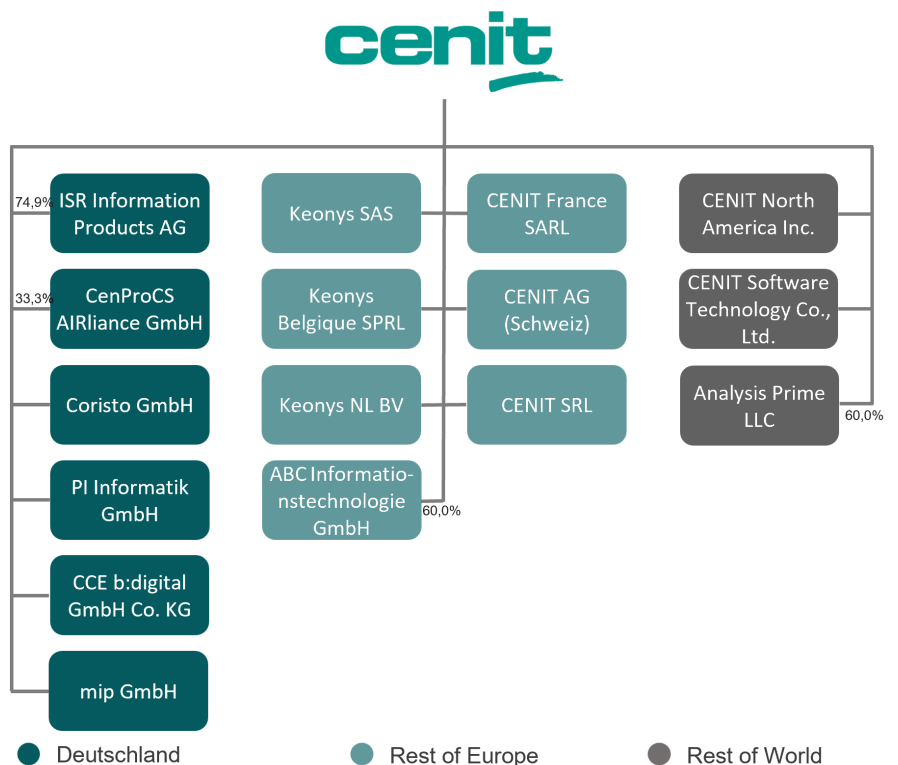 cenit
74,9%
ISR Information
Products AG
33,3%
CenProCS
AIRliance GmbH
Coristo GmbH
PI Informatik
GmbH
CCE b:digital
GmbH Co. KG
mip GmbH
Keonys SAS
Keonys
Belgique SPRL
Keonys NL BV
ABC Informatio-
nstechnologie
GmbH
60,0%
CENIT France
SARL
CENIT AG
(Schweiz)
CENIT SRL
CENIT North
America Inc.
CENIT Software
Technology Co.,
Ltd.
Analysis Prime
LLC
60,0%
Deutschland
Rest of Europe
Rest of World